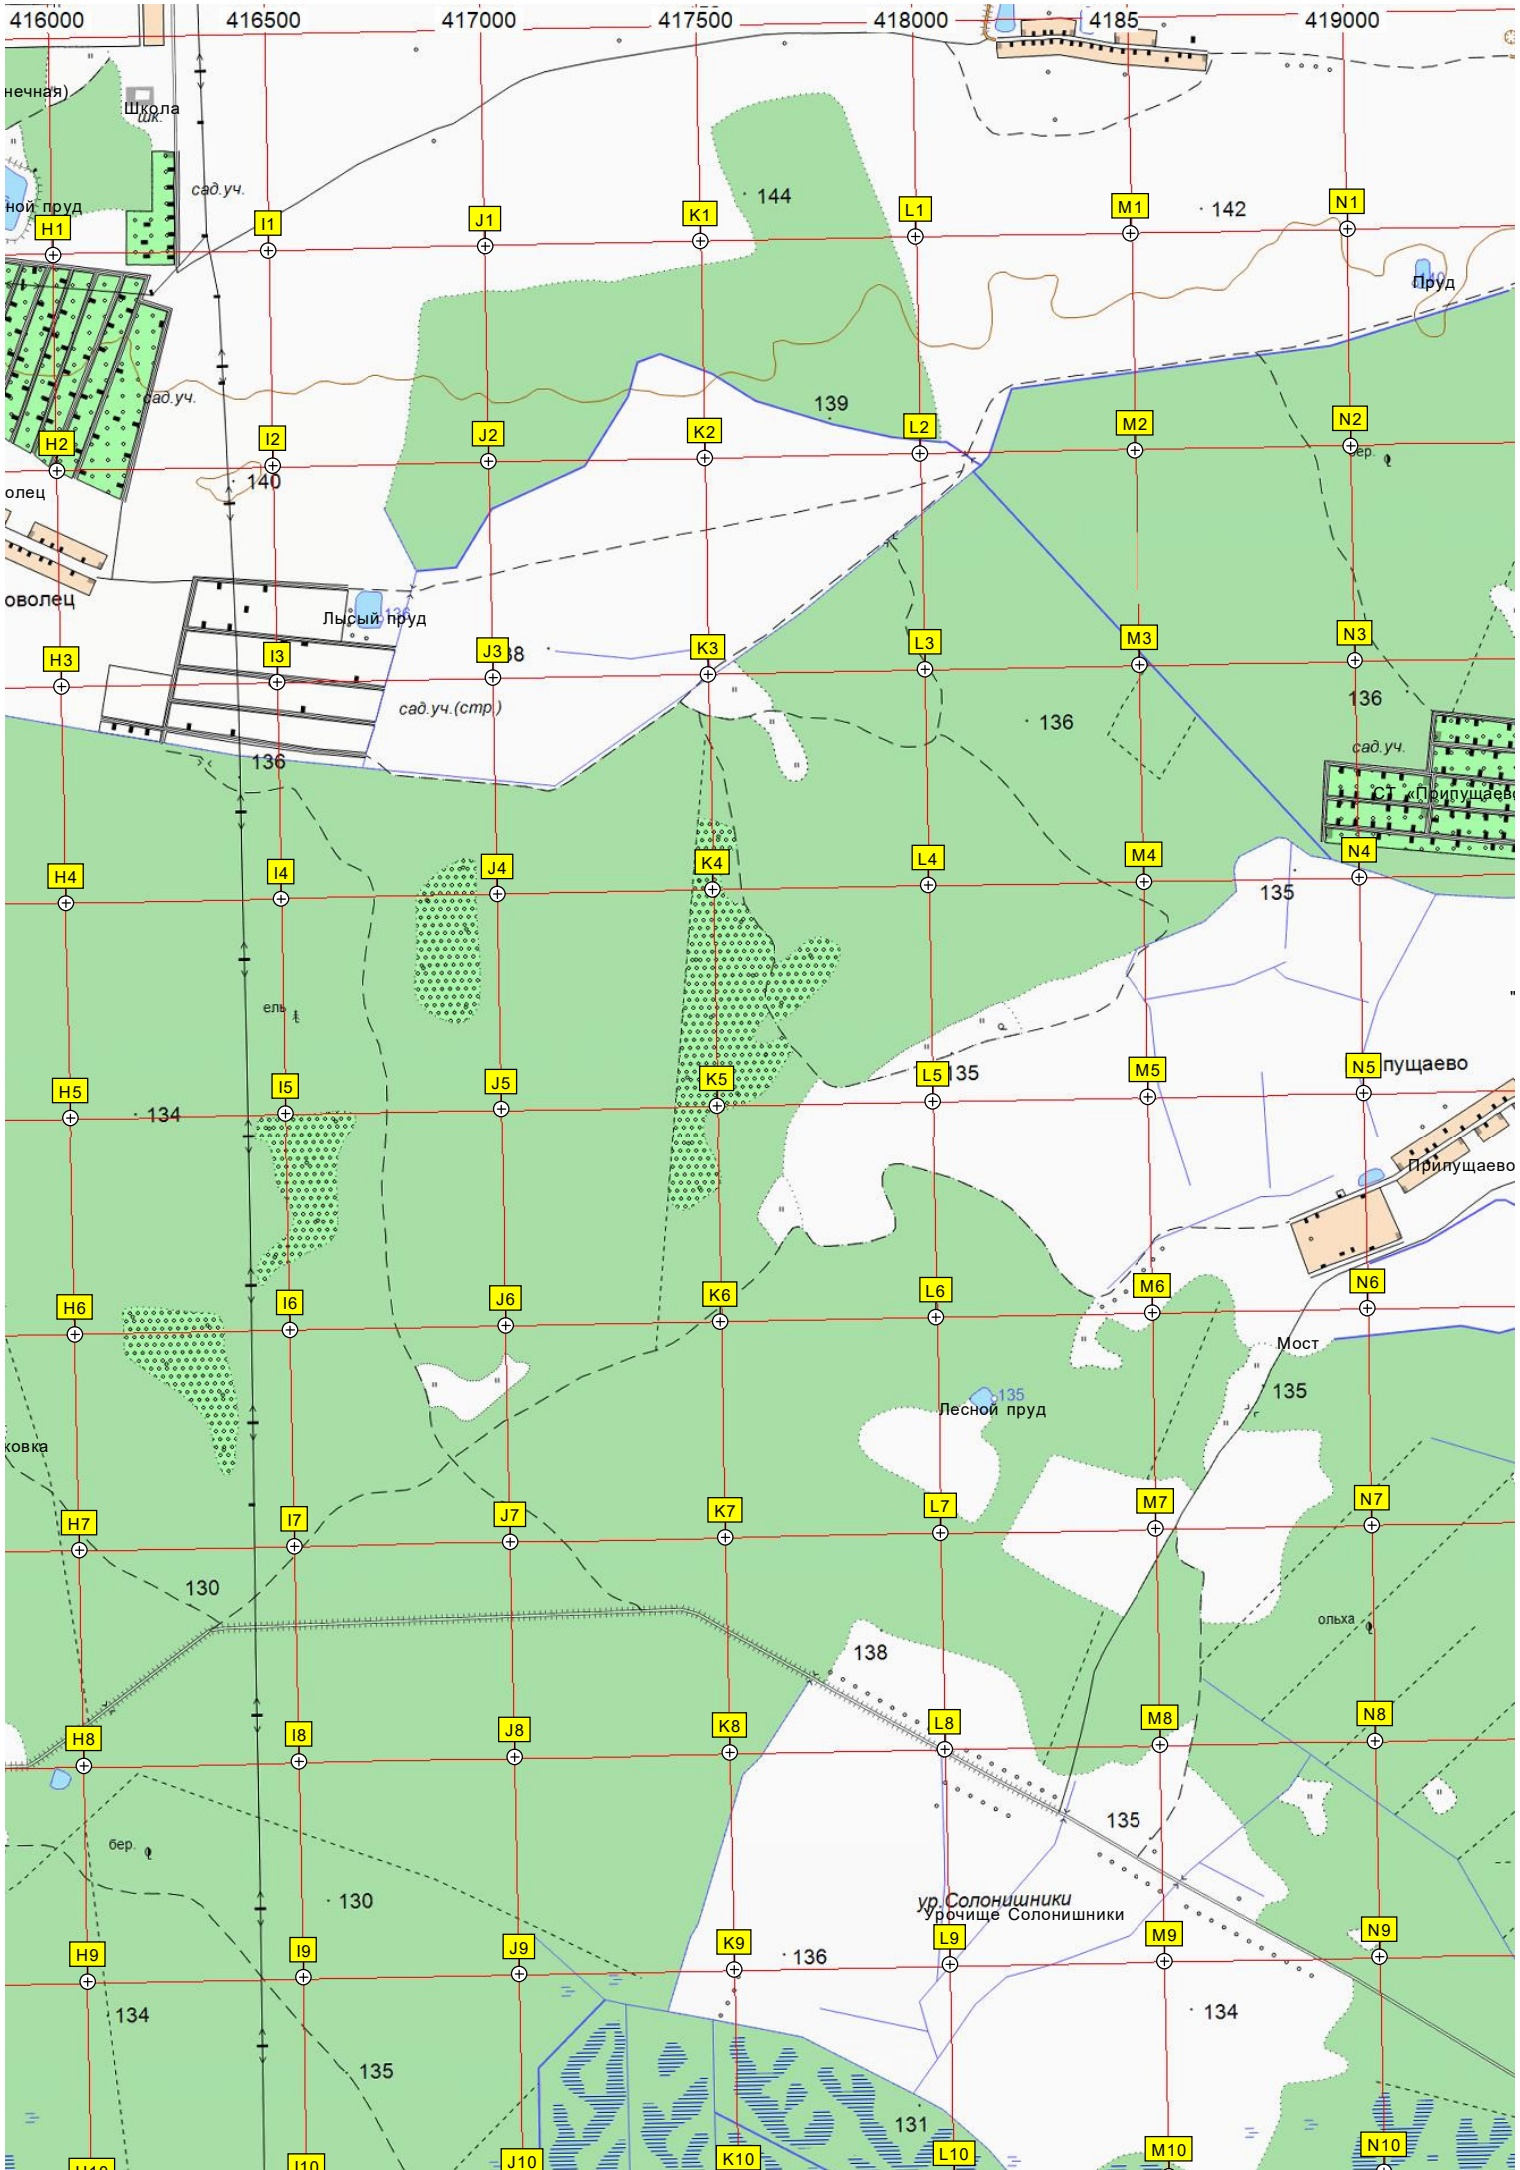 416000 416500 417000 417500 418000 4185 419000
нечная)
Школа
шк.
сад.уч.
144
ной пруд
H1 I1 J1 K1 L1 M1 142 N1
Пруд
140
сад.уч.
139
H2 I2 J2 K2 L2 M2 N2
бер.
140
олец
оволец
Лысый пруд
136
H3 I3 J3 38 K3 L3 M3 N3
136
сад.уч.(стр.)
136
сад.уч.
136
СТ «Припущаево
H4 I4 J4 K4 L4 M4 N4
135
ель
H5 I5 J5 K5 L5 135 M5 N5 пущаево
134
Припущаево
H6 I6 J6 K6 L6 M6 N6
Мост
135
135
Лесной пруд
ховка
H7 I7 J7 K7 L7 M7 N7
130
ольха
138
H8 I8 J8 K8 L8 M8 N8
135
бер.
130
ур.Солонишники
Урочище Солонишники
H9 I9 J9 K9 136 L9 M9 N9
134
134
135
131
H10 I10 J10 K10 L10 M10 N10